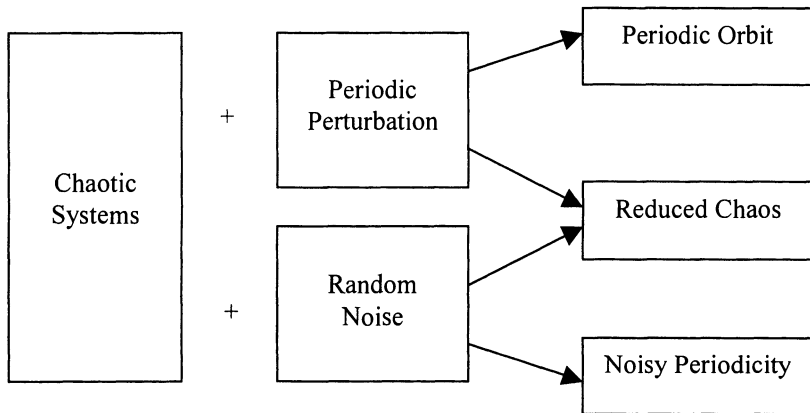 Chaotic
Systems
+
+
Periodic
Perturbation
Random
Noise
Periodic Orbit
Reduced Chaos
Noisy Periodicity